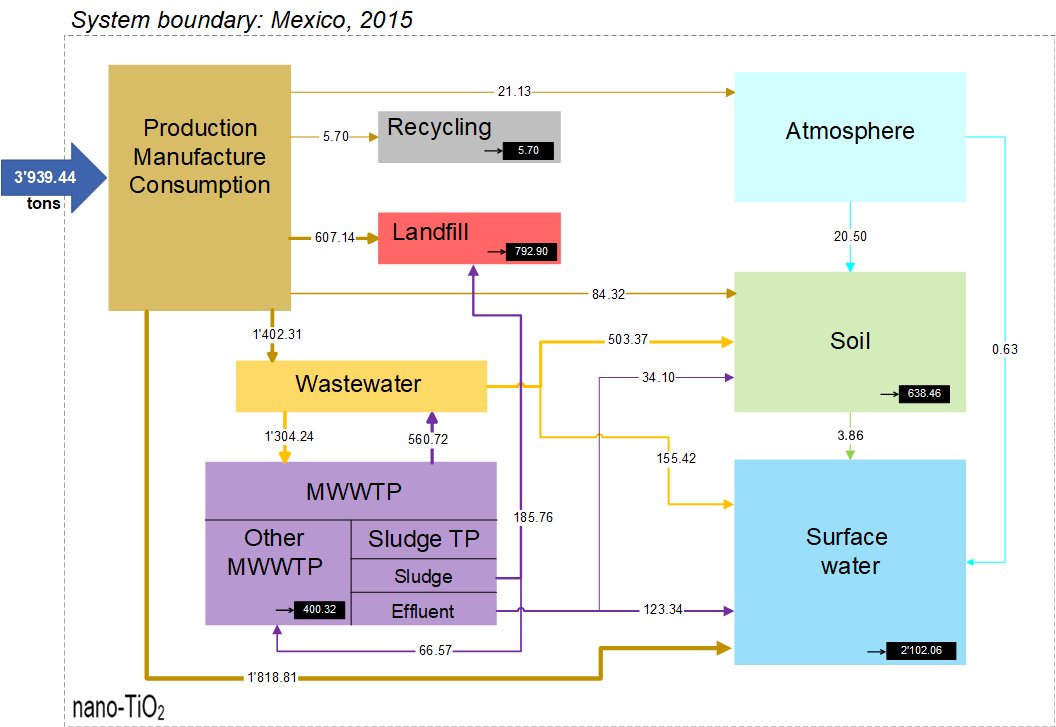 System boundary: Mexico, 2015
3'939.44
tons
Production
Manufacture
Consumption
21.13
Atmosphere
5.70
Recycling
5.70
607.14
Landfill
792.90
20.50
84.32
0.63
1'402.31
503.37
Soil
638.46
34.10
Wastewater
1'304.24
560.72
155.42
3.86
MWWTP
Other
MWWTP
400.32
Sludge TP
Sludge
Effluent
185.76
123.34
66.57
Surface
water
2'102.06
1'818.81
nano-TiO₂